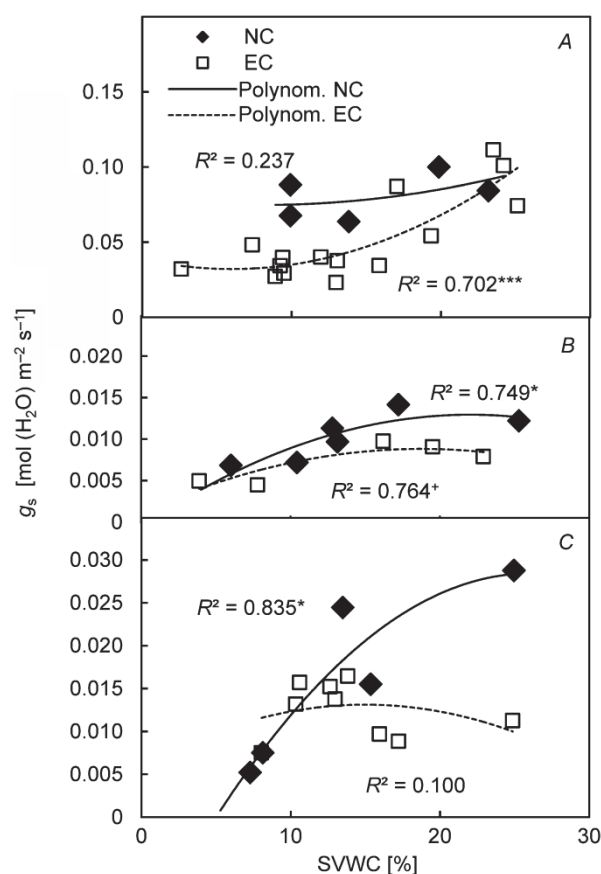 NC
A
EC
Polynom. NC
0.15
Polynom. EC
R² = 0.237
0.10
0.05
R² = 0.702***
0
0.020
B
0.015
R² = 0.749*
0.010
0.005
R² = 0.764⁺
0
0.030
C
0.025
R² = 0.835*
0.020
0.015
0.010
0.005
R² = 0.100
0
0 10 20 30
SVWC [%]
gₛ [mol (H₂O) m⁻² s⁻¹)